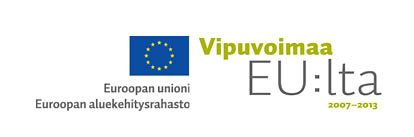 Euroopan unioni
Euroopan aluekehitysrahasto
Vipuvoimaa
EU:lta
2007–2013